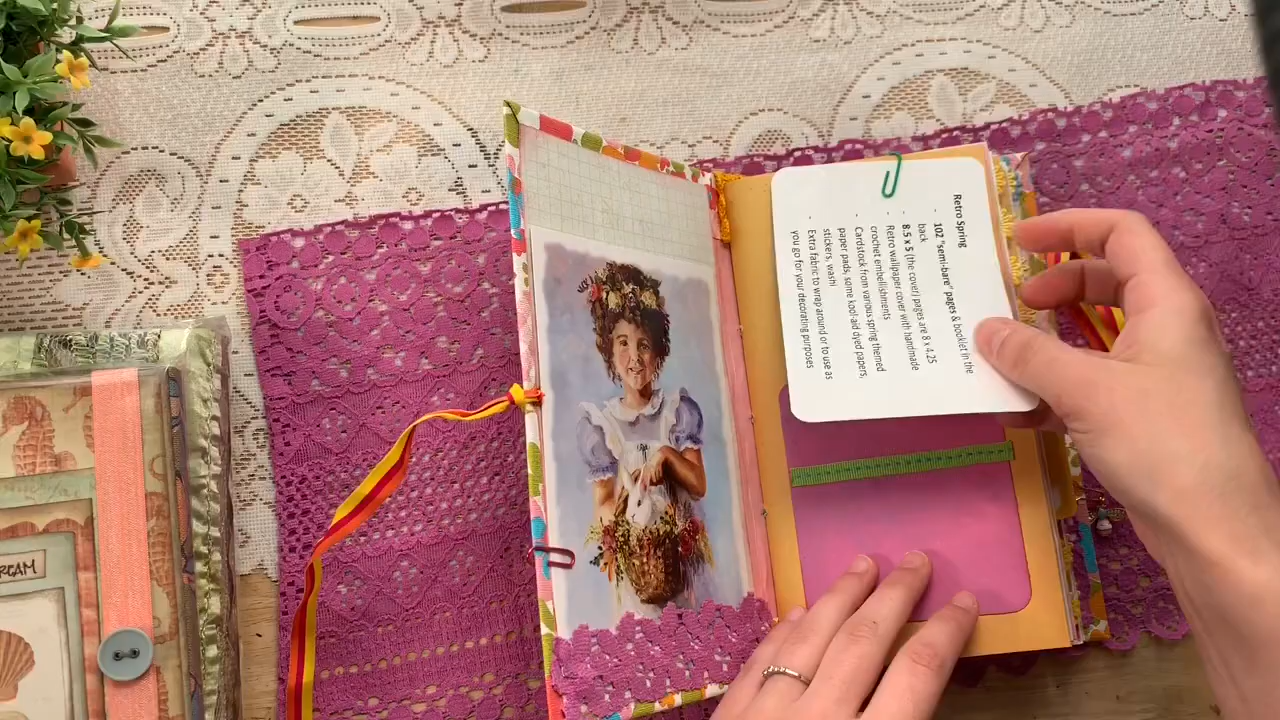 Retro Spring
- 102 "semi-bare" pages & booklet in the
back
- 8.5 x 5 (the cover) pages are 8 x 4.25
- Retro wallpaper cover with handmade
crochet embellishments
- Cardstock from various spring themed
paper pads, some kool-aid dyed papers,
stickers, washi
- Extra fabric to wrap around or to use as
you go for your decorating purposes